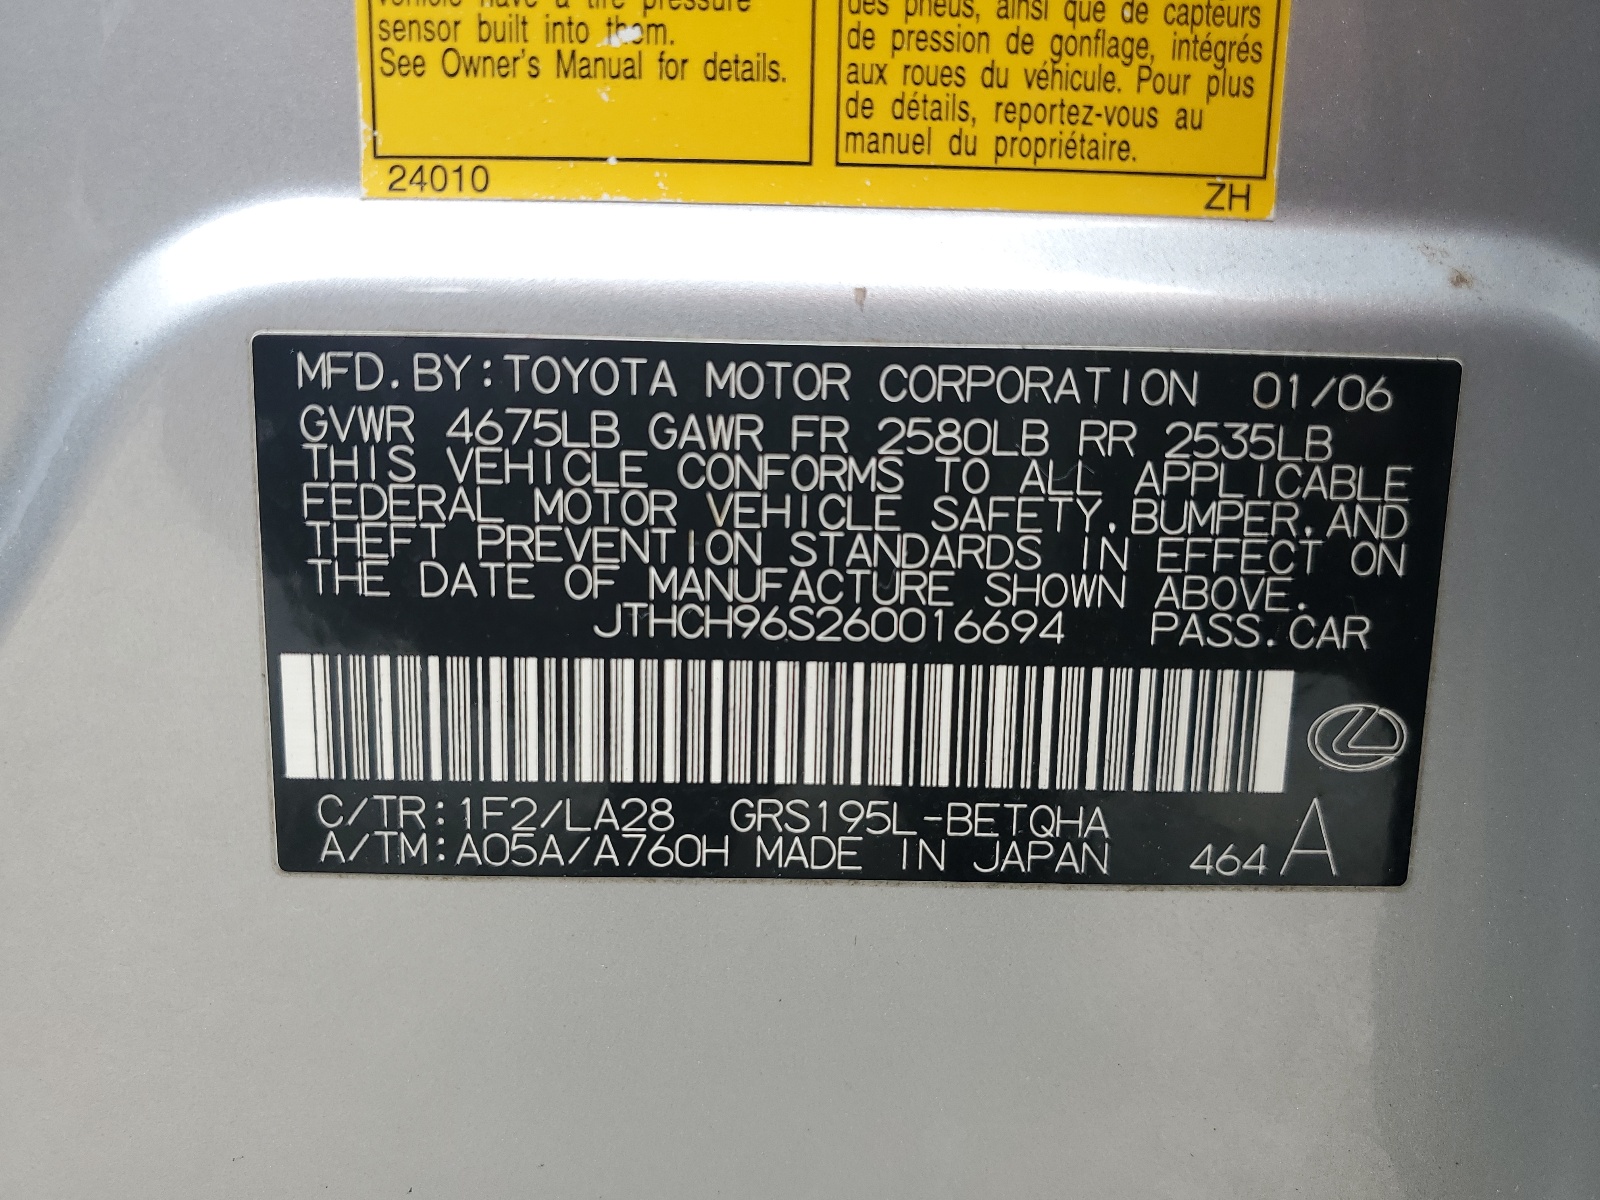 vehicle have a tire pressure
sensor built into them.
See Owner's Manual for details.
24010
des pneus, ainsi que de capteurs
de pression de gonflage, intégrés
aux roues du véhicule. Pour plus
de détails, reportez-vous au
manuel du propriétaire.
ZH
MFD. BY: TOYOTA MOTOR CORPORATION 01/06
GVWR 4675LB GAWR FR 2580LB RR 2535LB
THIS VEHICLE CONFORMS TO ALL APPLICABLE
FEDERAL MOTOR VEHICLE SAFETY, BUMPER, AND
THEFT PREVENTION STANDARDS IN EFFECT ON
THE DATE OF MANUFACTURE SHOWN ABOVE.
JTHCH96S260016694 PASS. CAR
C/TR: 1F2/LA28 GRS195L-BETQHA
A/TM: A05A/A760H MADE IN JAPAN 464 A